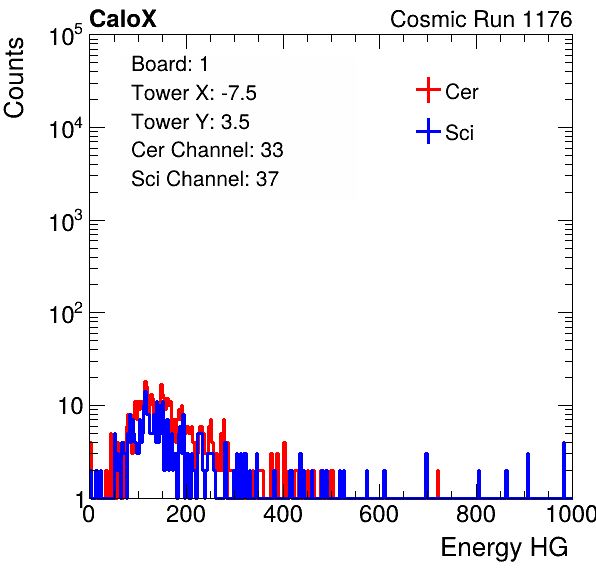 CaloX Cosmic Run 1176
Counts
Board: 1
Tower X: -7.5
Tower Y: 3.5
Cer Channel: 33
Sci Channel: 37
Cer
Sci
10^5
10^4
10^3
10^2
10
1
0 200 400 600 800 1000
Energy HG